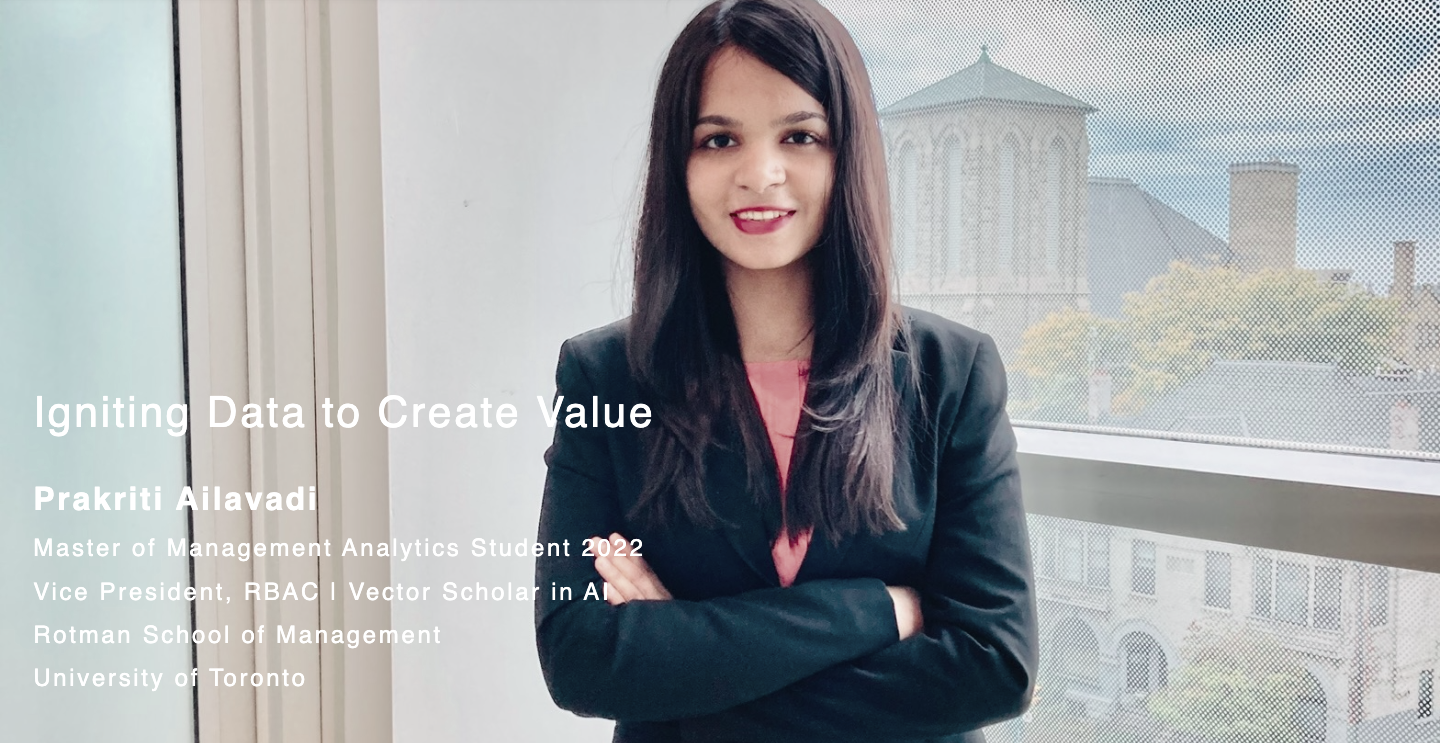 Igniting Data to Create Value
Prakriti Ailavadi
Master of Management Analytics Student 2022
Vice President, RBAC | Vector Scholar in AI
Rotman School of Management
University of Toronto